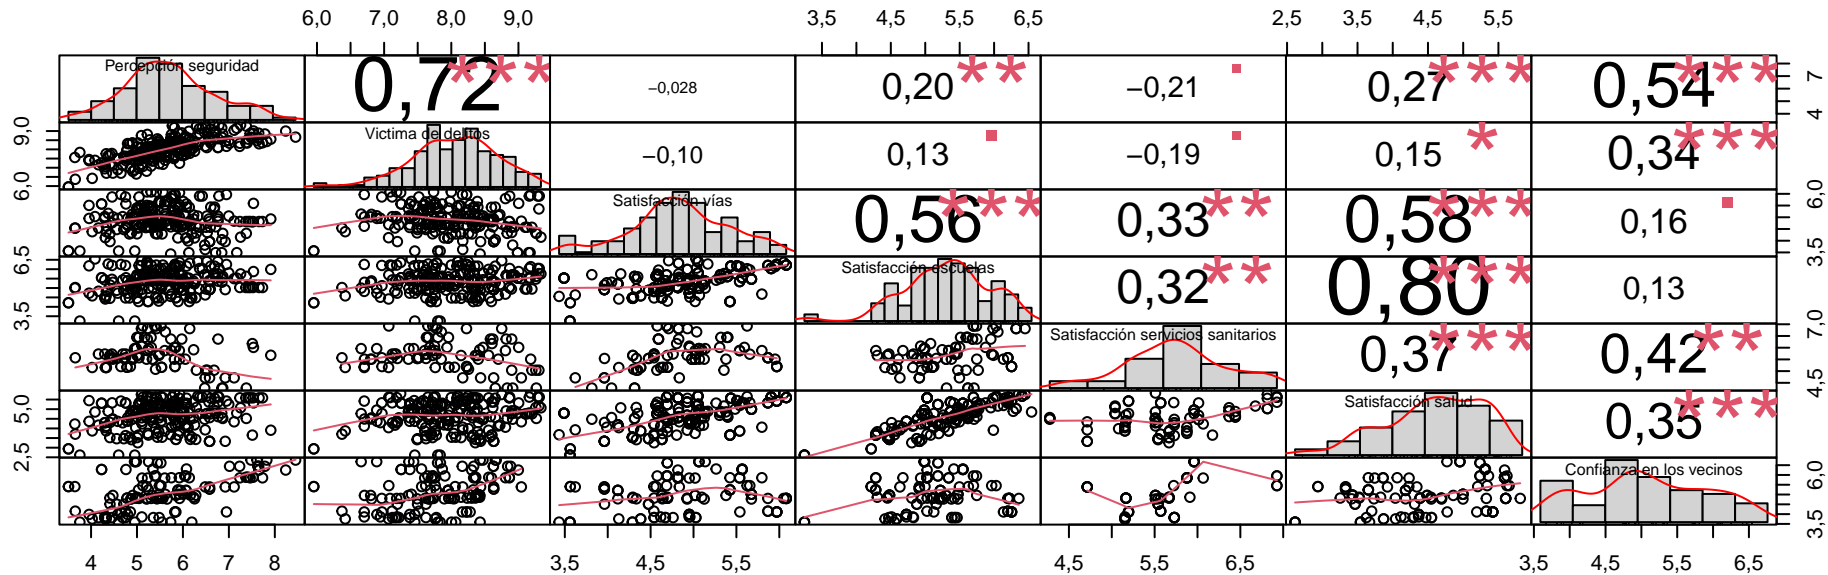 6,0 7,0 8,0 9,0 3,5 4,5 5,5 6,5 2,5 3,5 4,5 5,5
Percepción seguridad 0,72 *** −0,028 0,20 ** −0,21 0,27 *** 0,54 *** 4 7
6,0 9,0 Victima de delitos −0,10 0,13 −0,19 0,15 * 0,34 ***
Satisfacción vías 0,56 *** 0,33 ** 0,58 *** 0,16 3,5 6,0
3,5 6,5 Satisfacción escuelas 0,32 ** 0,80 *** 0,13
Satisfacción servicios sanitarios 0,37 *** 0,42 ** 4,5 7,0
2,5 5,0 Satisfacción salud 0,35 ***
Confianza en los vecinos 3,5 6,0
4 5 6 7 8 3,5 4,5 5,5 4,5 5,5 6,5 3,5 4,5 5,5 6,5